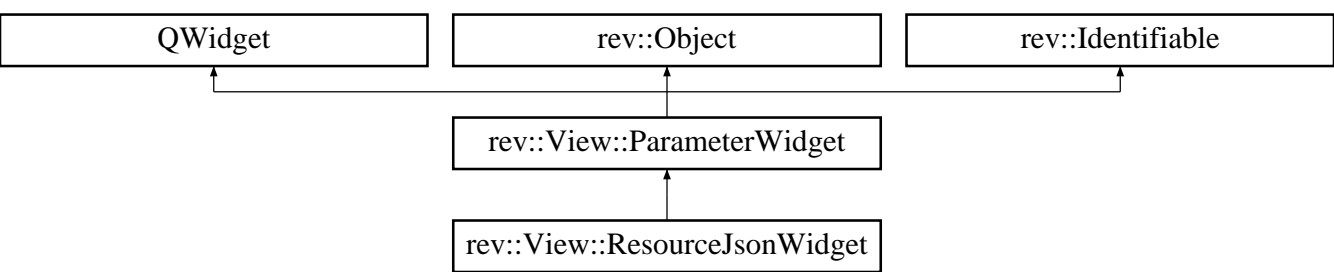 QWidget
rev::Object
rev::Identifiable
rev::View::ParameterWidget
rev::View::ResourceJsonWidget